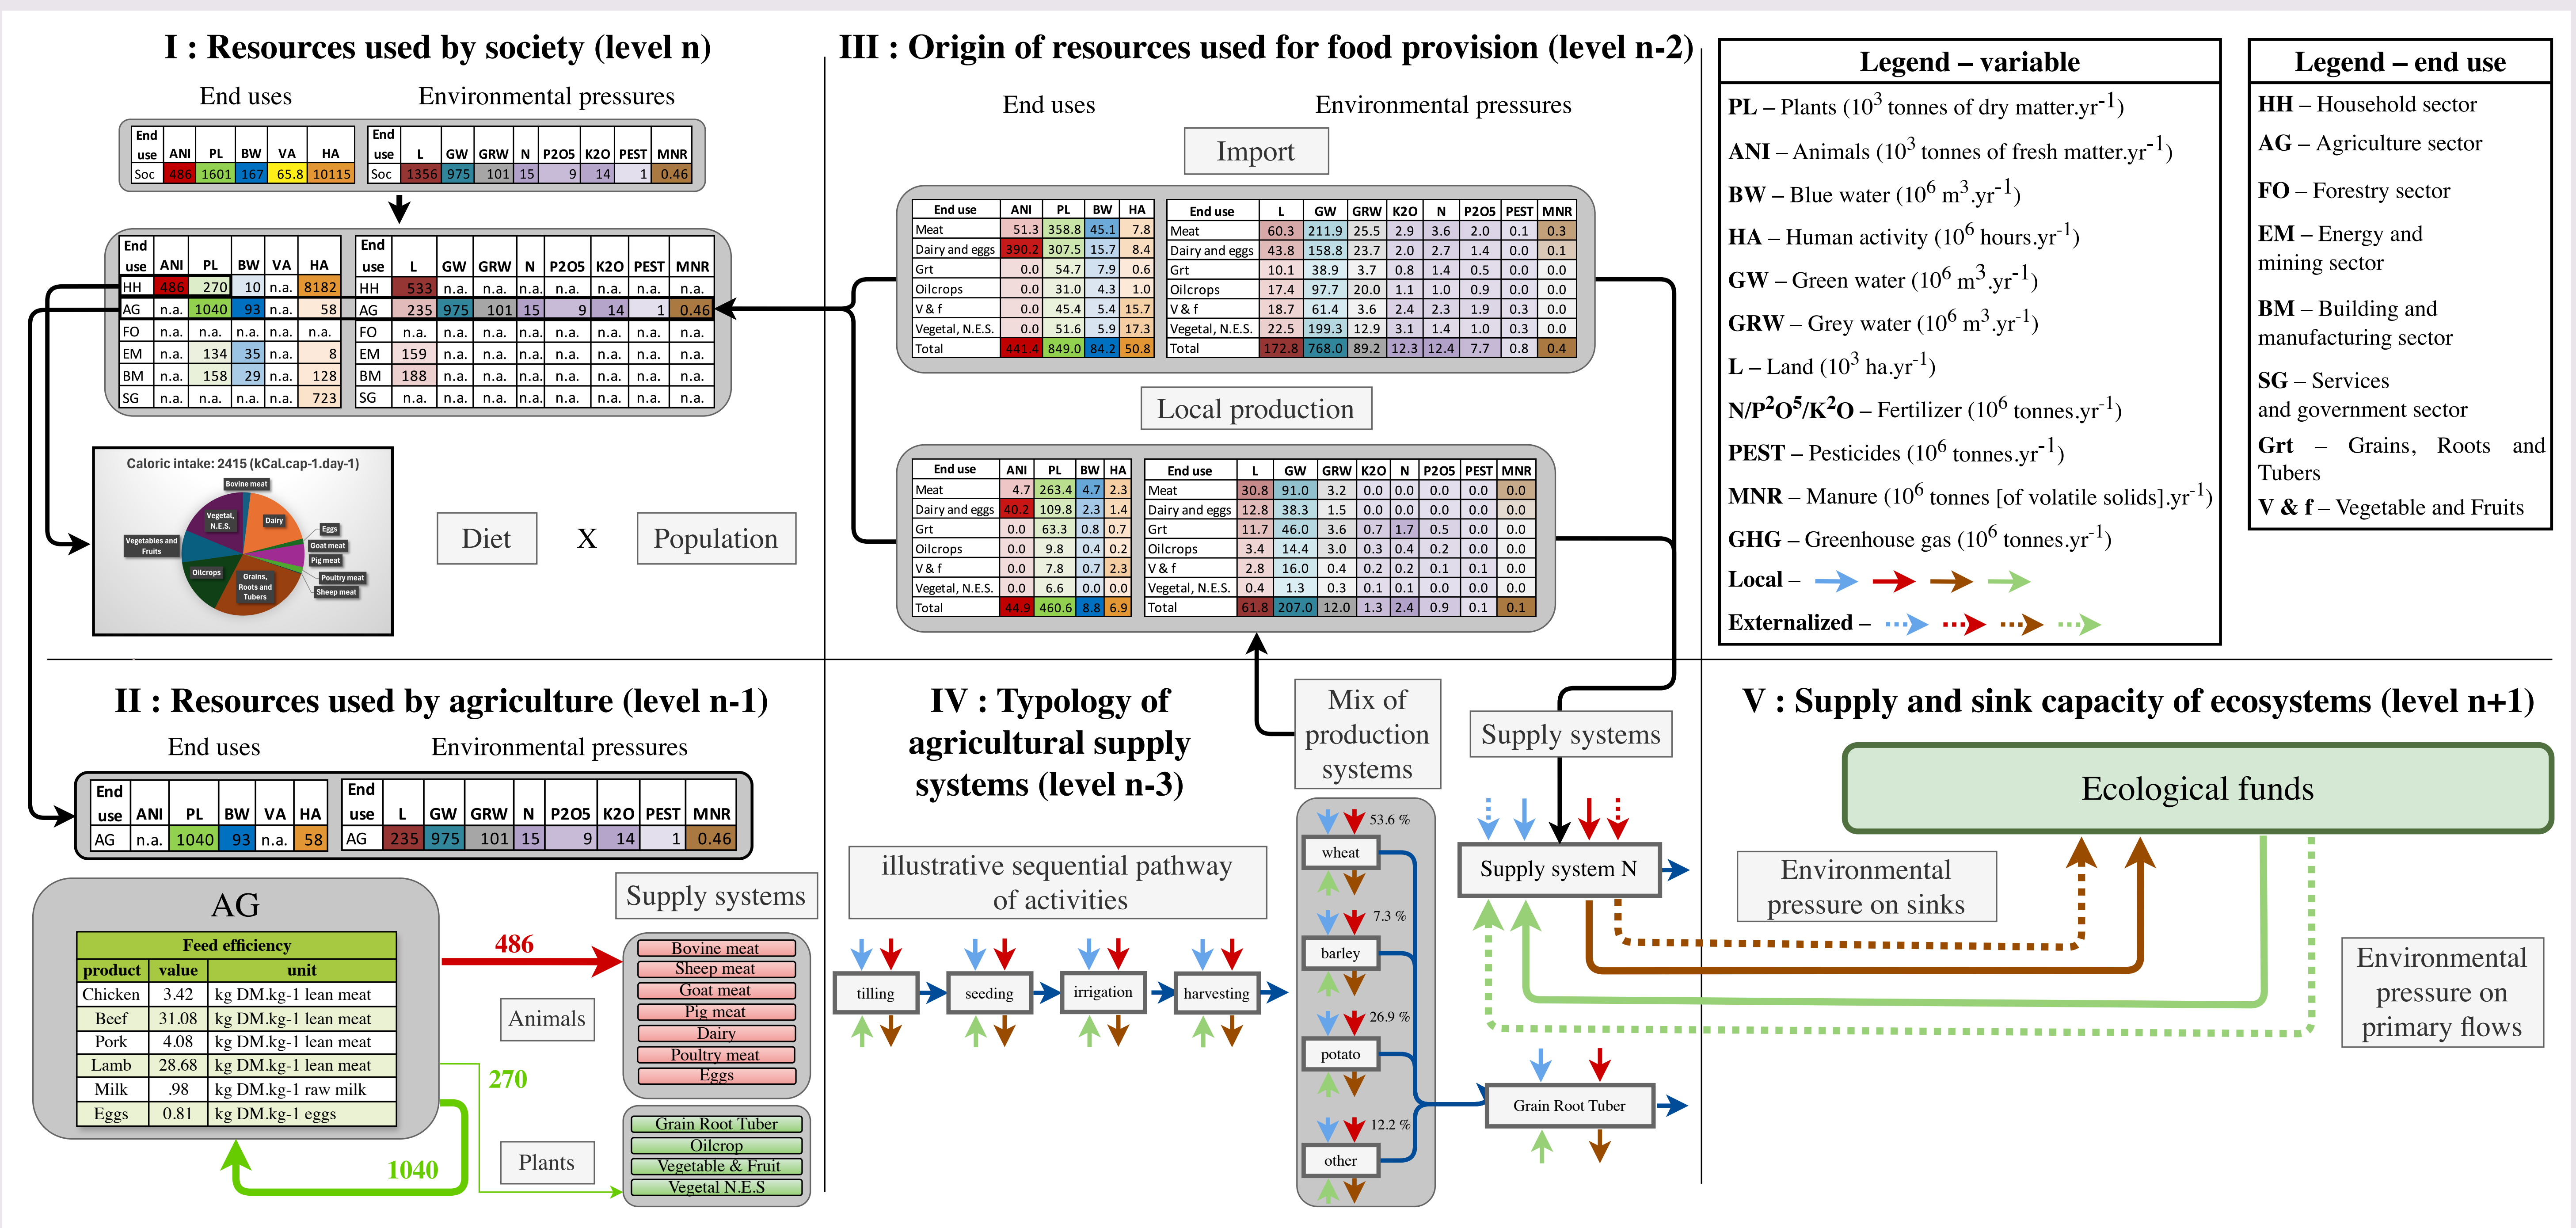 I : Resources used by society (level n)
End uses Environmental pressures
End use ANI PL BW VA HA
Soc 486 1601 167 65.8 10115
End use L GW GRW N P2O5 K2O PEST MNR
Soc 1356 975 101 15 9 14 1 0.46
End use ANI PL BW VA HA
HH 486 270 10 n.a. 8182
AG n.a. 1040 93 n.a. 58
FO n.a. n.a. n.a. n.a. n.a.
EM n.a. 134 35 n.a. 8
BM n.a. 158 29 n.a. 128
SG n.a. n.a. n.a. n.a. 723
End use L GW GRW N P2O5 K2O PEST MNR
HH 533 n.a. n.a. n.a. n.a. n.a. n.a. n.a.
AG 235 975 101 15 9 14 1 0.46
FO n.a. n.a. n.a. n.a. n.a. n.a. n.a. n.a.
EM 159 n.a. n.a. n.a. n.a. n.a. n.a. n.a.
BM 188 n.a. n.a. n.a. n.a. n.a. n.a. n.a.
SG n.a. n.a. n.a. n.a. n.a. n.a. n.a. n.a.
Caloric intake: 2415 (kCal.cap-1.day-1)
Bovine meat
Dairy
Eggs
Goat meat
Pig meat
Poultry meat
Sheep meat
Grains, Roots and Tubers
Oilcrops
Vegetables and Fruits
Vegetal, N.E.S.
Diet X Population
II : Resources used by agriculture (level n-1)
End uses Environmental pressures
End use ANI PL BW VA HA
AG n.a. 1040 93 n.a. 58
End use L GW GRW N P2O5 K2O PEST MNR
AG 235 975 101 15 9 14 1 0.46
AG
Feed efficiency
product value unit
Chicken 3.42 kg DM.kg-1 lean meat
Beef 31.08 kg DM.kg-1 lean meat
Pork 4.08 kg DM.kg-1 lean meat
Lamb 28.68 kg DM.kg-1 lean meat
Milk .98 kg DM.kg-1 raw milk
Eggs 0.81 kg DM.kg-1 eggs
486
Animals
270
1040
Plants
Supply systems
Bovine meat
Sheep meat
Goat meat
Pig meat
Dairy
Poultry meat
Eggs
Grain Root Tuber
Oilcrop
Vegetable & Fruit
Vegetal N.E.S
III : Origin of resources used for food provision (level n-2)
End uses Environmental pressures
Import
End use ANI PL BW HA
Meat 51.3 358.8 45.1 7.8
Dairy and eggs 390.2 307.5 15.7 8.4
Grt 0.0 54.7 7.9 0.6
Oilcrops 0.0 31.0 4.3 1.0
V & f 0.0 45.4 5.4 15.7
Vegetal, N.E.S. 0.0 51.6 5.9 17.3
Total 441.4 849.0 84.2 50.8
End use L GW GRW K2O N P2O5 PEST MNR
Meat 60.3 211.9 25.5 2.9 3.6 2.0 0.1 0.3
Dairy and eggs 43.8 158.8 23.7 2.0 2.7 1.4 0.0 0.1
Grt 10.1 38.9 3.7 0.8 1.4 0.5 0.0 0.0
Oilcrops 17.4 97.7 20.0 1.1 1.0 0.9 0.0 0.0
V & f 18.7 61.4 3.6 2.4 2.3 1.9 0.3 0.0
Vegetal, N.E.S. 22.5 199.3 12.9 3.1 1.4 1.0 0.3 0.0
Total 172.8 768.0 89.2 12.3 12.4 7.7 0.8 0.4
Local production
End use ANI PL BW HA
Meat 4.7 263.4 4.7 2.3
Dairy and eggs 40.2 109.8 2.3 1.4
Grt 0.0 63.3 0.8 0.7
Oilcrops 0.0 9.8 0.4 0.2
V & f 0.0 7.8 0.7 2.3
Vegetal, N.E.S. 0.0 6.6 0.0 0.0
Total 44.9 460.6 8.8 6.9
End use L GW GRW K2O N P2O5 PEST MNR
Meat 30.8 91.0 3.2 0.0 0.0 0.0 0.0 0.0
Dairy and eggs 12.8 38.3 1.5 0.0 0.0 0.0 0.0 0.0
Grt 11.7 46.0 3.6 0.7 1.7 0.5 0.0 0.0
Oilcrops 3.4 14.4 3.0 0.3 0.4 0.2 0.0 0.0
V & f 2.8 16.0 0.4 0.2 0.2 0.1 0.1 0.0
Vegetal, N.E.S. 0.4 1.3 0.3 0.1 0.1 0.0 0.0 0.0
Total 61.8 207.0 12.0 1.3 2.4 0.9 0.1 0.1
IV : Typology of
agricultural supply
systems (level n-3)
Mix of
production
systems
Supply systems
illustrative sequential pathway
of activities
tilling seeding irrigation harvesting
53.6 %
wheat
7.3 %
barley
26.9 %
potato
12.2 %
other
Supply system N
Grain Root Tuber
Legend – variable
PL – Plants (10³ tonnes of dry matter.yr⁻¹)
ANI – Animals (10³ tonnes of fresh matter.yr⁻¹)
BW – Blue water (10⁶ m³.yr⁻¹)
HA – Human activity (10⁶ hours.yr⁻¹)
GW – Green water (10⁶ m³.yr⁻¹)
GRW – Grey water (10⁶ m³.yr⁻¹)
L – Land (10³ ha.yr⁻¹)
N/P²O⁵/K²O – Fertilizer (10⁶ tonnes.yr⁻¹)
PEST – Pesticides (10⁶ tonnes.yr⁻¹)
MNR – Manure (10⁶ tonnes [of volatile solids].yr⁻¹)
GHG – Greenhouse gas (10⁶ tonnes.yr⁻¹)
Local –
Externalized –
Legend – end use
HH – Household sector
AG – Agriculture sector
FO – Forestry sector
EM – Energy and
mining sector
BM – Building and
manufacturing sector
SG – Services
and government sector
Grt – Grains, Roots and
Tubers
V & f – Vegetable and Fruits
V : Supply and sink capacity of ecosystems (level n+1)
Ecological funds
Environmental
pressure on sinks
Environmental
pressure on
primary flows